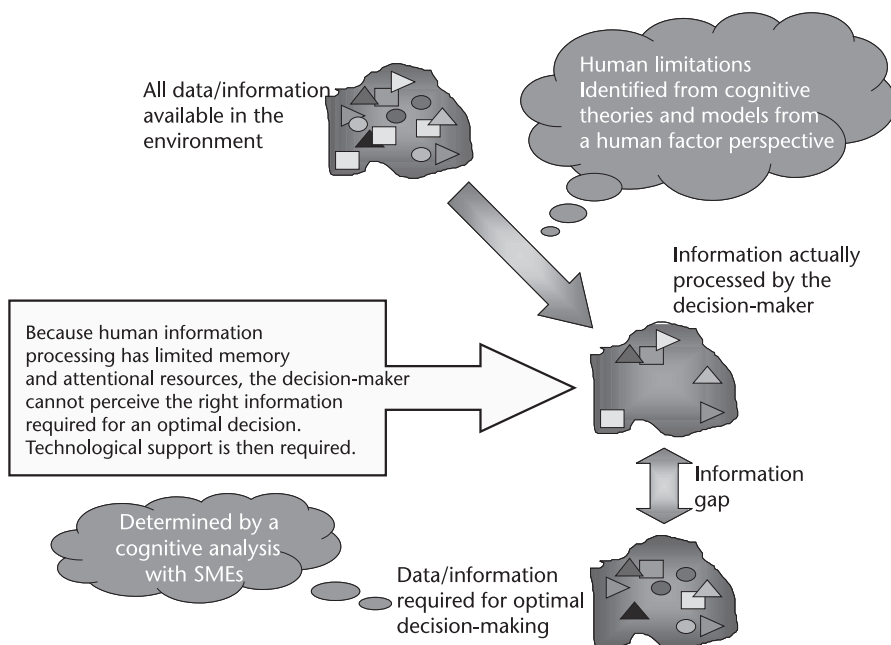 All data/information
available in the
environment
Human limitations
Identified from cognitive
theories and models from
a human factor perspective
Information actually
processed by the
decision-maker
Because human information
processing has limited memory
and attentional resources, the decision-maker
cannot perceive the right information
required for an optimal decision.
Technological support is then required.
Information
gap
Determined by a
cognitive analysis
with SMEs
Data/information
required for optimal
decision-making